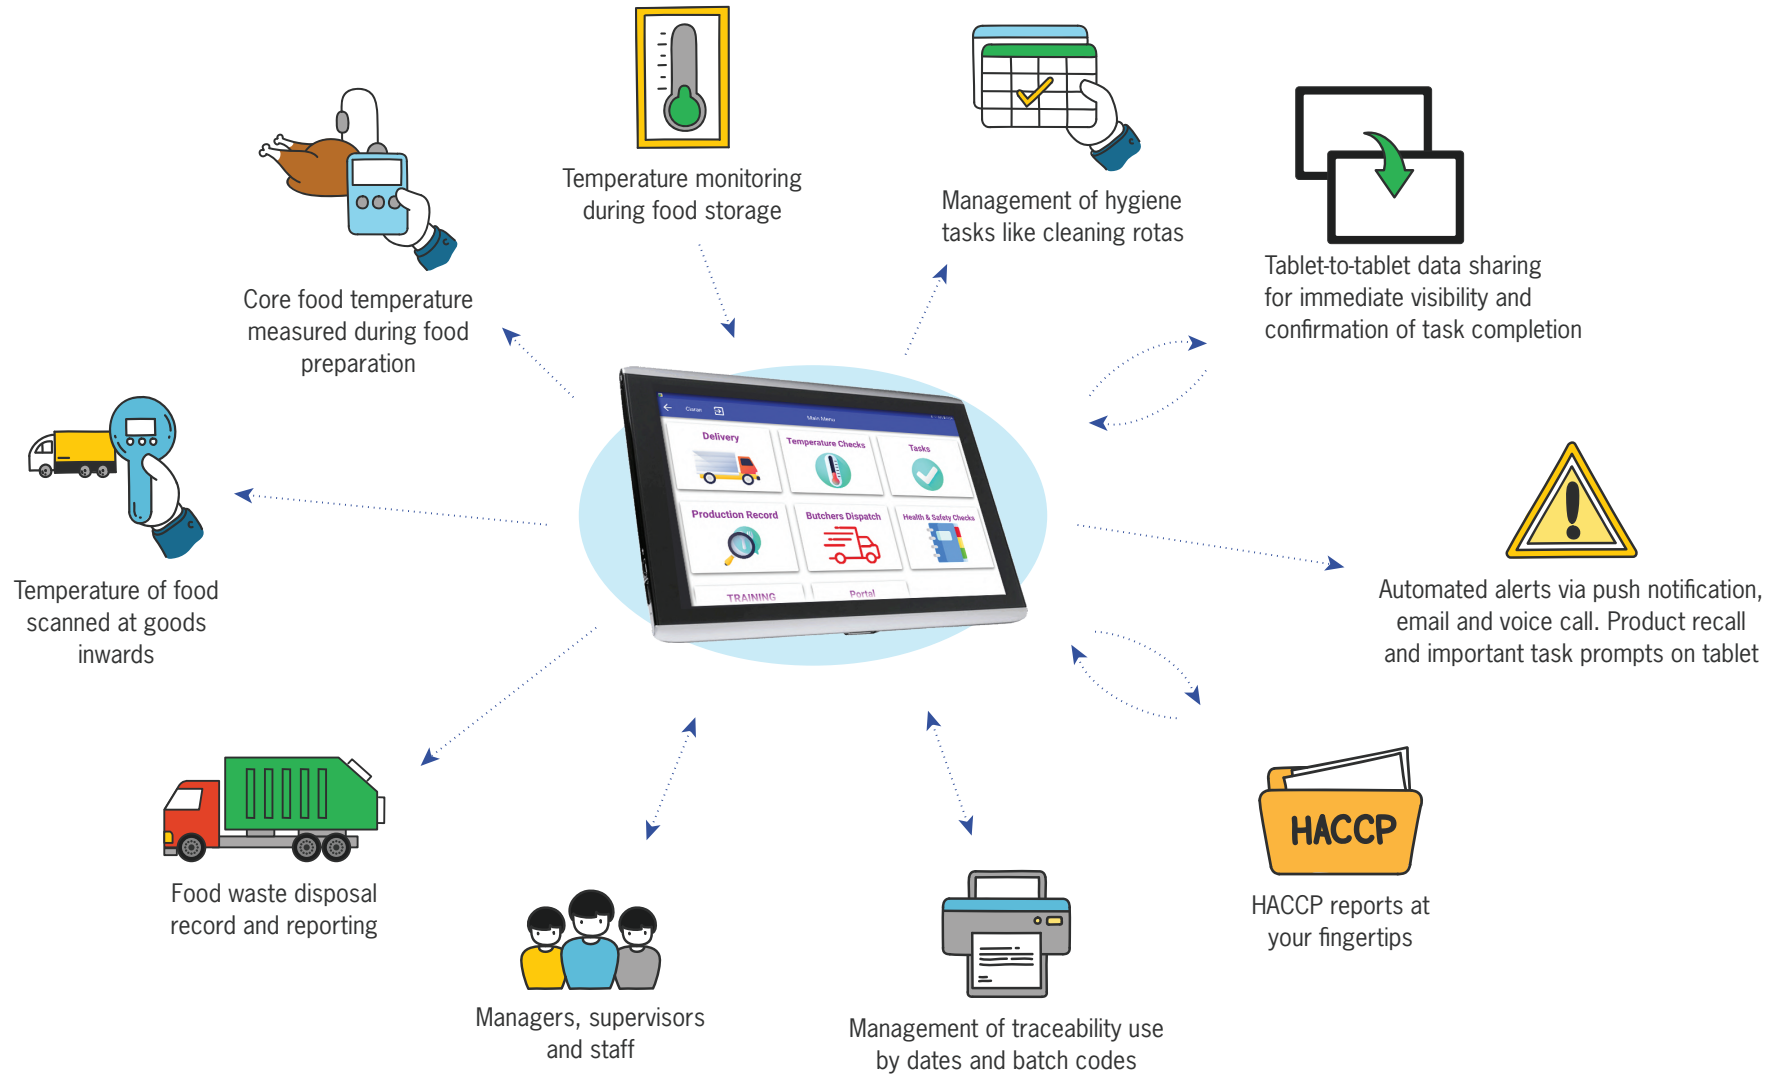 Temperature monitoring
during food storage
Management of hygiene
tasks like cleaning rotas
Tablet-to-tablet data sharing
for immediate visibility and
confirmation of task completion
Core food temperature
measured during food
preparation
Temperature of food
scanned at goods
inwards
Main Menu
Delivery
Temperature Checks
Tasks
Production Record
Butchers Dispatch
Health & Safety Checks
TRAINING
Portal
Automated alerts via push notification,
email and voice call. Product recall
and important task prompts on tablet
HACCP
HACCP reports at
your fingertips
Food waste disposal
record and reporting
Managers, supervisors
and staff
Management of traceability use
by dates and batch codes